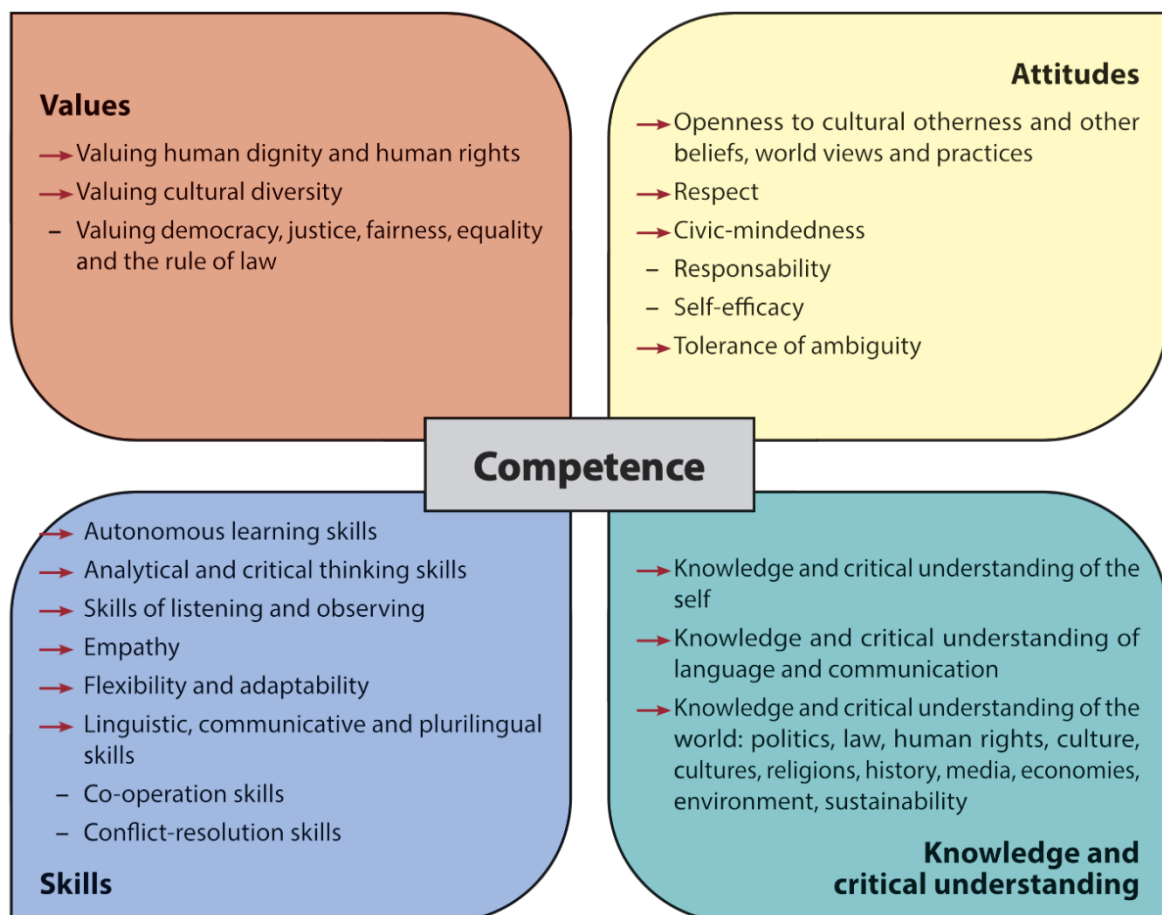 Values
→ Valuing human dignity and human rights
→ Valuing cultural diversity
– Valuing democracy, justice, fairness, equality
and the rule of law
Attitudes
→ Openness to cultural otherness and other
beliefs, world views and practices
→ Respect
→ Civic-mindedness
– Responsability
– Self-efficacy
→ Tolerance of ambiguity
Competence
→ Autonomous learning skills
→ Analytical and critical thinking skills
→ Skills of listening and observing
→ Empathy
→ Flexibility and adaptability
→ Linguistic, communicative and plurilingual
skills
– Co-operation skills
– Conflict-resolution skills
Skills
→ Knowledge and critical understanding of the
self
→ Knowledge and critical understanding of
language and communication
→ Knowledge and critical understanding of the
world: politics, law, human rights, culture,
cultures, religions, history, media, economies,
environment, sustainability
Knowledge and
critical understanding